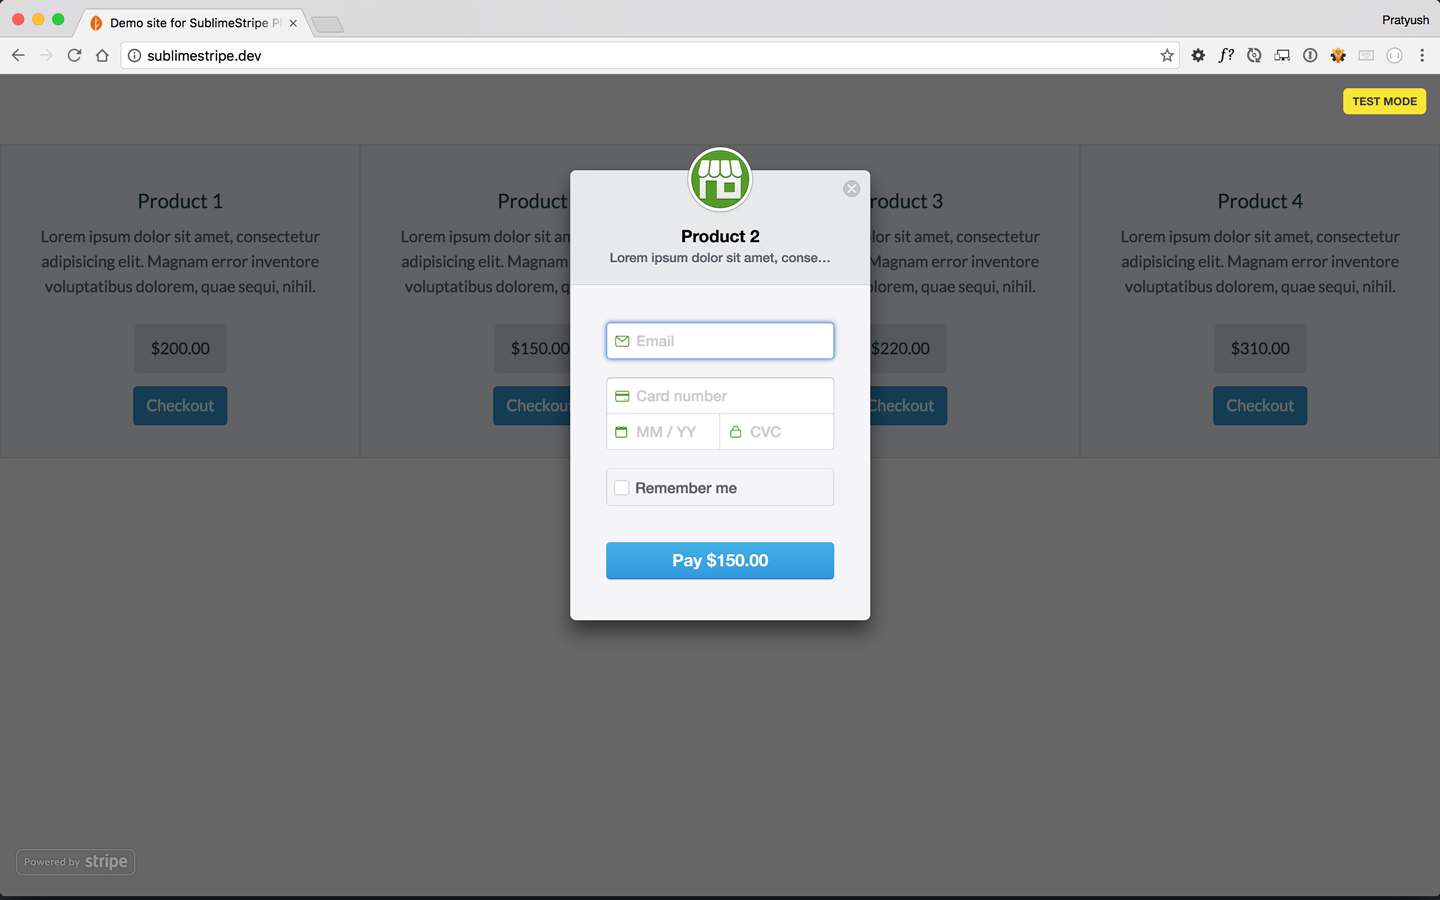 Demo site for SublimeStripe Pl
Pratyush
sublimestripe.dev
f?
TEST MODE
Product 1
Lorem ipsum dolor sit amet, consectetur
adipisicing elit. Magnam error inventore
voluptatibus dolorem, quae sequi, nihil.
$200.00
Checkout
Product
Lorem ipsum dolor sit am
adipisicing elit. Magnam
voluptatibus dolorem, q
$150.00
Checkou
Product 2
Lorem ipsum dolor sit amet, conse...
Email
Card number
MM / YY
CVC
Remember me
Pay $150.00
roduct 3
lor sit amet, consectetur
Magnam error inventore
lorem, quae sequi, nihil.
$220.00
Checkout
Product 4
Lorem ipsum dolor sit amet, consectetur
adipisicing elit. Magnam error inventore
voluptatibus dolorem, quae sequi, nihil.
$310.00
Checkout
Powered by stripe